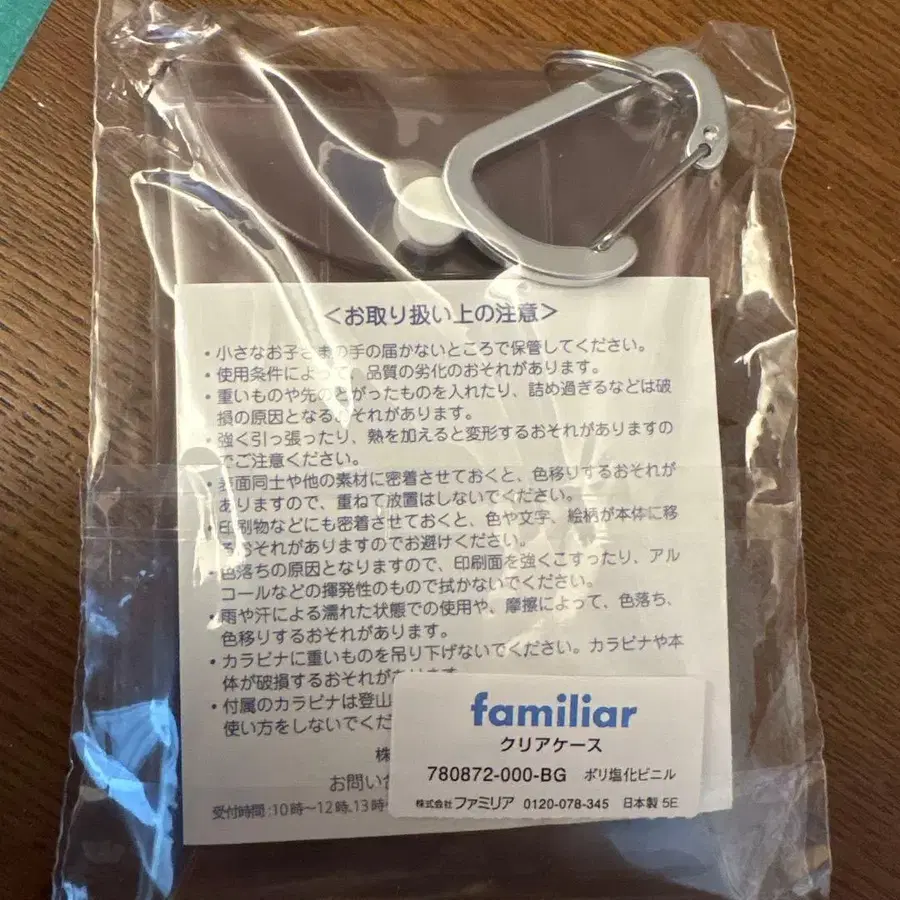 ＜お取り扱い上の注意＞
・小さなお子さまの手の届かないところで保管してください。
・使用条件によって、品質の劣化のおそれがあります。
・重いものや先のとがったものを入れたり、詰め過ぎるなどは破
損の原因となるおそれがあります。
・強く引っ張ったり、熱を加えると変形するおそれがありますの
でご注意ください。
・表面同士や他の素材に密着させておくと、色移りするおそれが
ありますので、重ねて放置はしないでください。
・印刷物などにも密着させておくと、色や文字、絵柄が本体に移
るおそれがありますのでお避けください。
・色落ちの原因となりますので、印刷面を強くこすったり、アル
コールなどの揮発性のもので拭かないでください。
・雨や汗による濡れた状態での使用や、摩擦によって、色落ち、
色移りするおそれがあります。
・カラビナに重いものを吊り下げないでください。カラビナや本
体が破損するおそれがあります。
・付属のカラビナは登山
使い方をしないでくだ
株
お問い合
受付時間:10時〜12時、13時〜
familiar
クリアケース
780872-000-BG ポリ塩化ビニル
株式会社 ファミリア 0120-078-345 日本製 5E